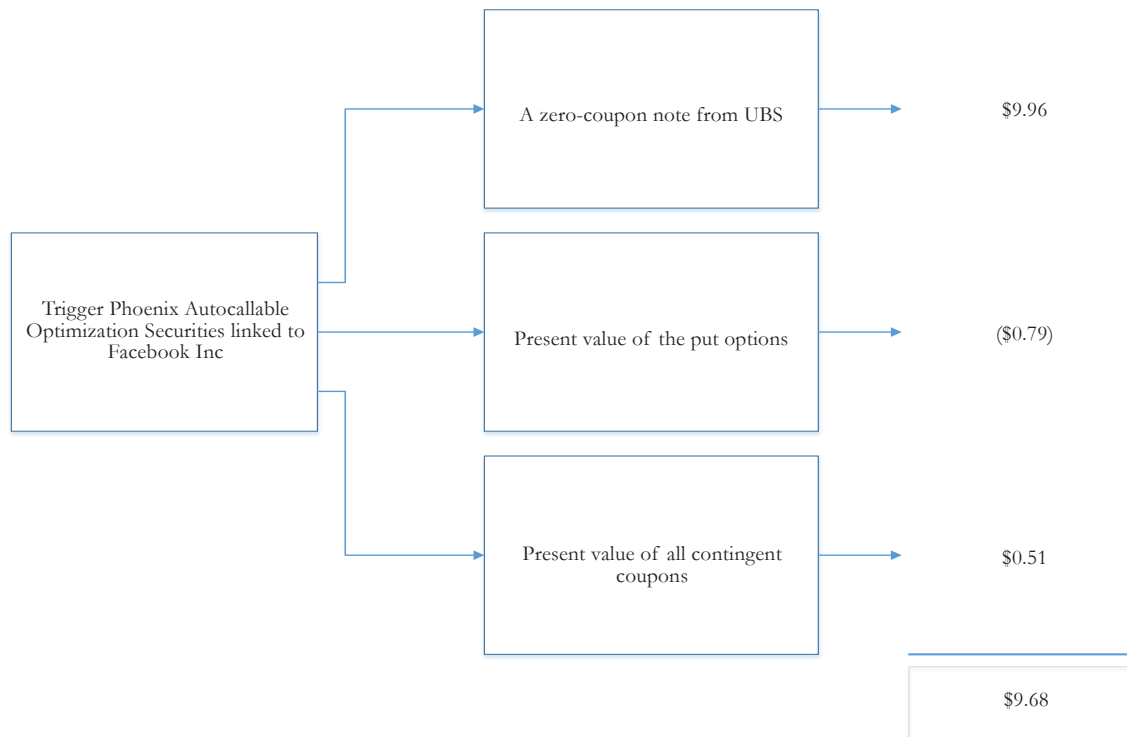 A zero-coupon note from UBS
$9.96
Trigger Phoenix Autocallable
Optimization Securities linked to
Facebook Inc
Present value of the put options
($0.79)
Present value of all contingent
coupons
$0.51
$9.68